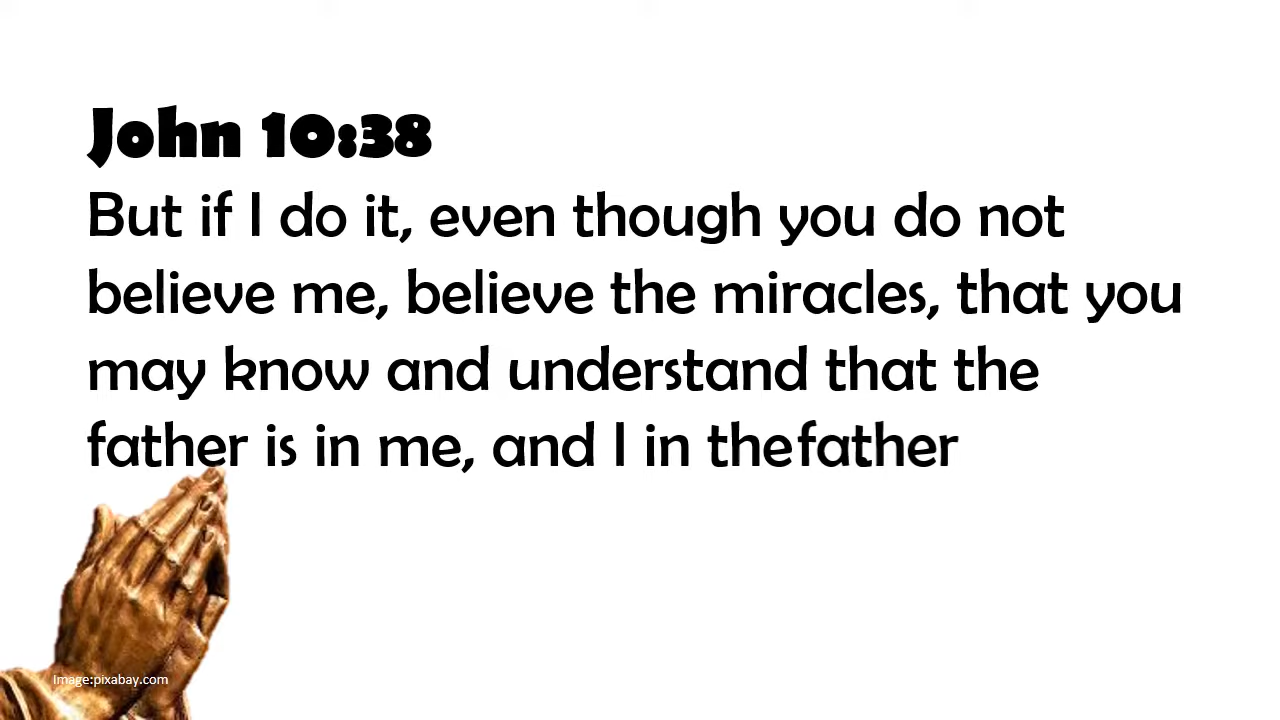 John 10:38
But if I do it, even though you do not
believe me, believe the miracles, that you
may know and understand that the
father is in me, and I in thefather
Image:pixabay.com